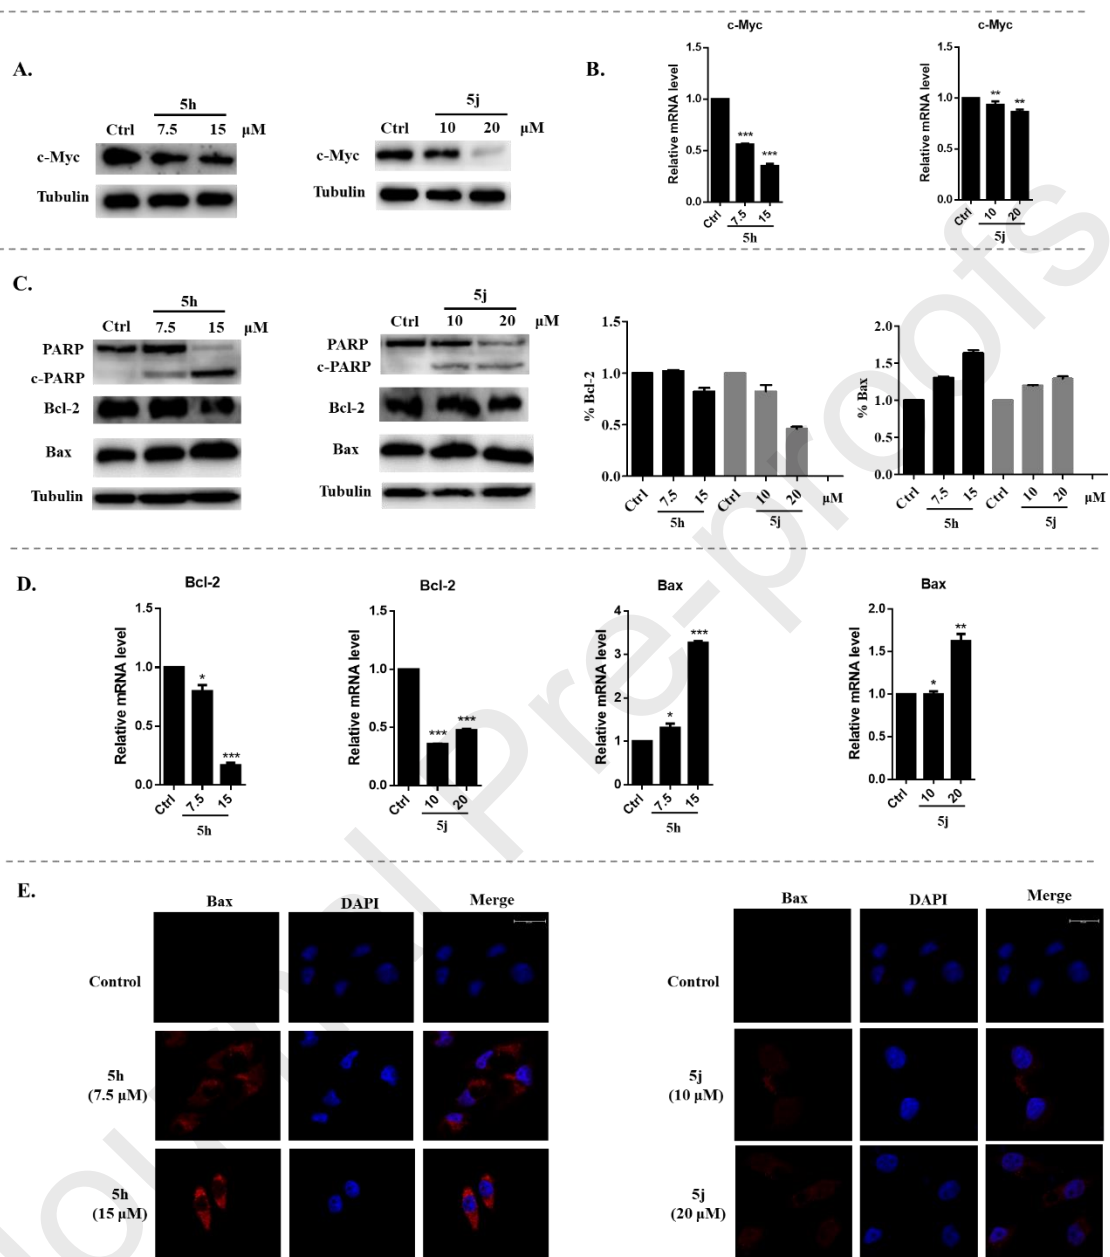 A.
5h
Ctrl 7.5 15 μM
c-Myc
Tubulin
5j
Ctrl 10 20 μM
c-Myc
Tubulin
B.
c-Myc
Relative mRNA level
1.5
1.0
0.5
0.0
***
***
Ctrl 7.5 15
5h
c-Myc
Relative mRNA level
1.5
1.0
0.5
0.0
**
**
Ctrl 10 20
5j
C.
5h
Ctrl 7.5 15 μM
PARP
c-PARP
Bcl-2
Bax
Tubulin
5j
Ctrl 10 20 μM
PARP
c-PARP
Bcl-2
Bax
Tubulin
% Bcl-2
1.5
1.0
0.5
0.0
Ctrl 7.5 15 Ctrl 10 20 μM
5h 5j
% Bax
2.0
1.5
1.0
0.5
0.0
Ctrl 7.5 15 Ctrl 10 20 μM
5h 5j
D.
Bcl-2
Relative mRNA level
1.5
1.0
0.5
0.0
*
***
Ctrl 7.5 15
5h
Bcl-2
Relative mRNA level
1.5
1.0
0.5
0.0
***
***
Ctrl 10 20
5j
Bax
Relative mRNA level
4
3
2
1
0
*
***
Ctrl 7.5 15
5h
Bax
Relative mRNA level
2.0
1.5
1.0
0.5
0.0
*
**
Ctrl 10 20
5j
E.
Bax DAPI Merge
Control
5h
(7.5 μM)
5h
(15 μM)
Bax DAPI Merge
Control
5j
(10 μM)
5j
(20 μM)
Journal Pre-proofs